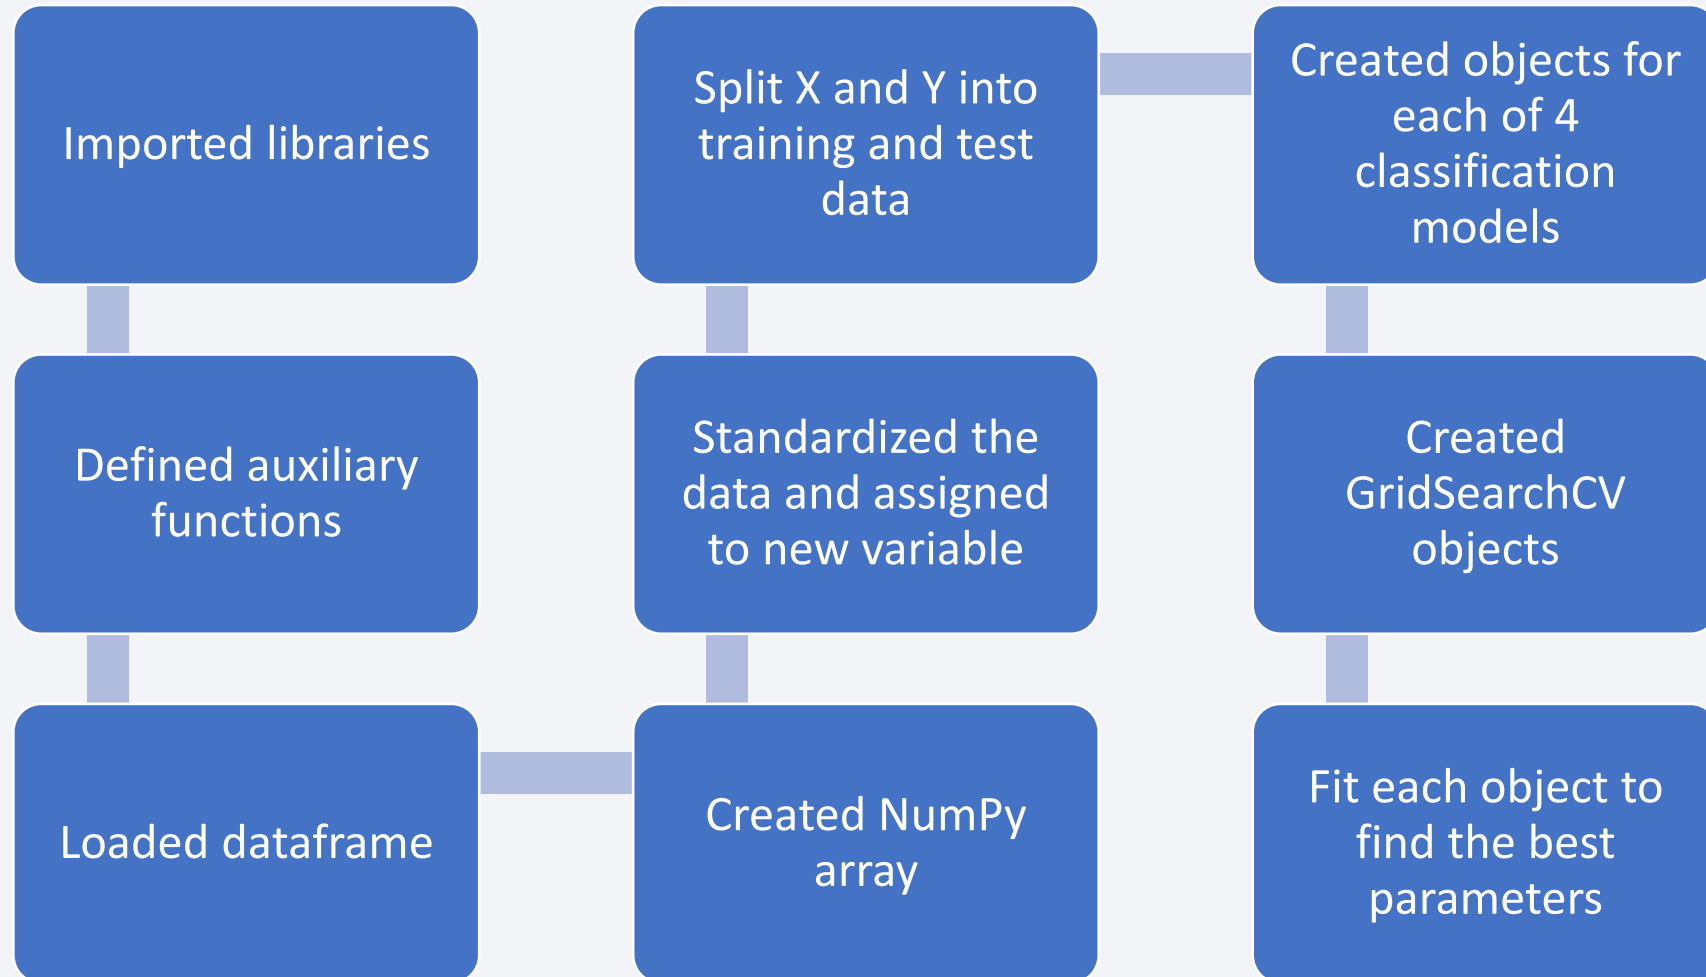 Imported libraries
Defined auxiliary
functions
Loaded dataframe
Created NumPy
array
Standardized the
data and assigned
to new variable
Split X and Y into
training and test
data
Created objects for
each of 4
classification
models
Created
GridSearchCV
objects
Fit each object to
find the best
parameters